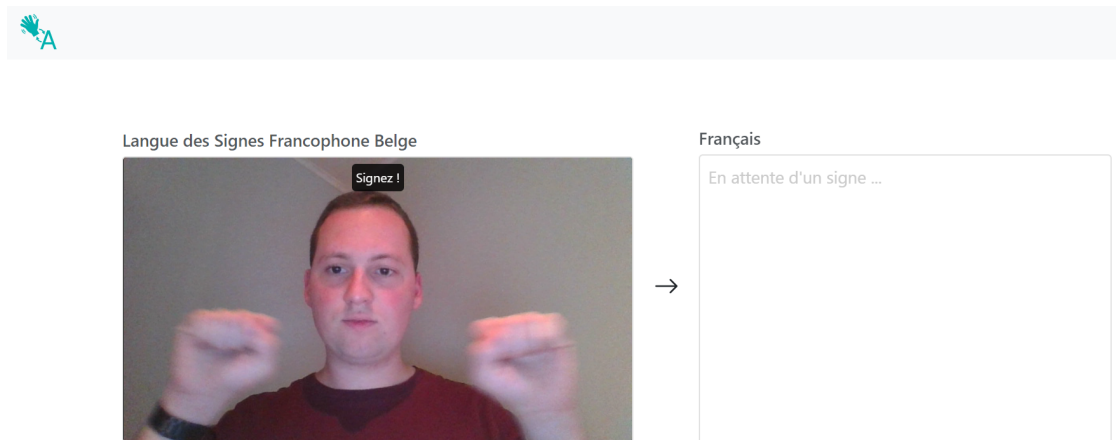 A
Langue des Signes Francophone Belge
Français
Signez !
En attente d'un signe ...